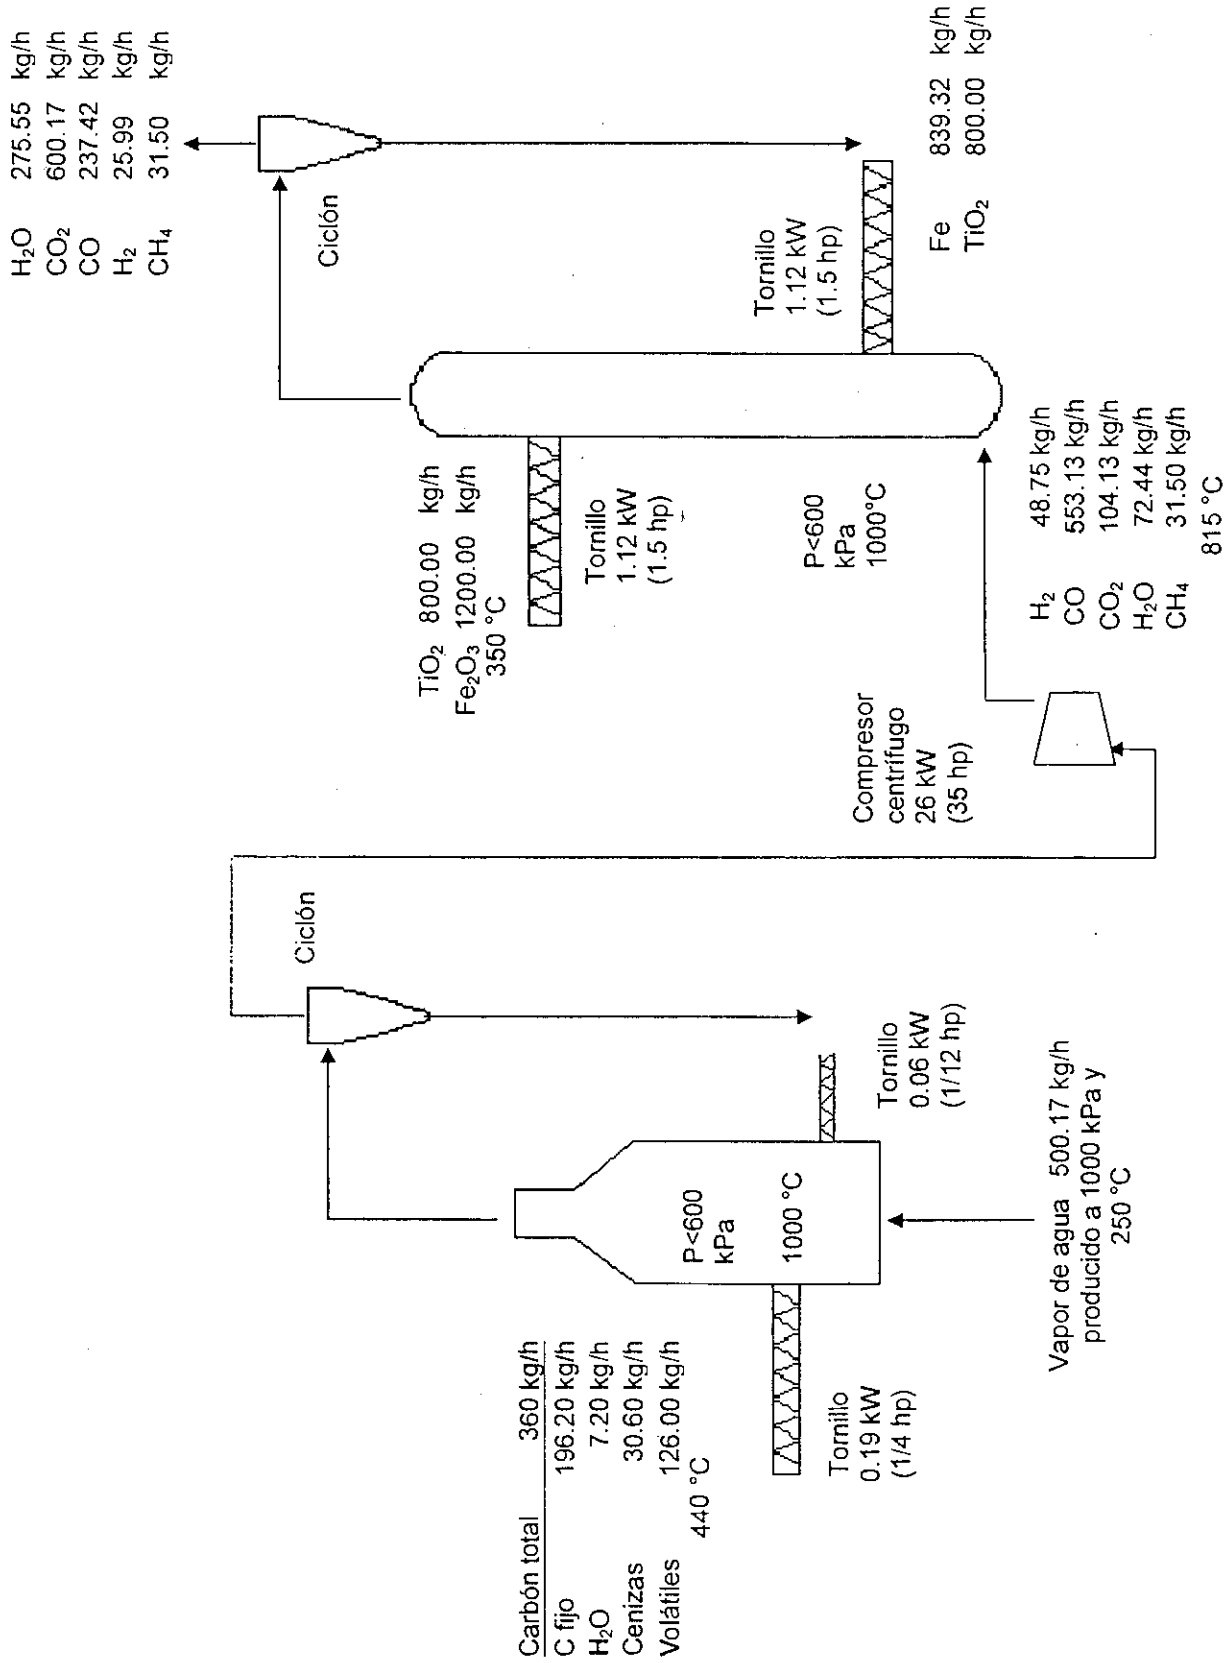 Carbón total 360 kg/h
C fijo 196.20 kg/h
H₂O 7.20 kg/h
Cenizas 30.60 kg/h
Volátiles 126.00 kg/h
440 °C
Tornillo
0.19 kW
(1/4 hp)
P<600
kPa
1000 °C
Vapor de agua 500.17 kg/h
producido a 1000 kPa y
250 °C
Tornillo
0.06 kW
(1/12 hp)
Ciclón
Compresor
centrífugo
26 kW
(35 hp)
TiO₂ 800.00 kg/h
Fe₂O₃ 1200.00 kg/h
350 °C
Tornillo
1.12 kW
(1.5 hp)
P<600
kPa
1000°C
H₂ 48.75 kg/h
CO 553.13 kg/h
CO₂ 104.13 kg/h
H₂O 72.44 kg/h
CH₄ 31.50 kg/h
815 °C
Tornillo
1.12 kW
(1.5 hp)
Ciclón
H₂O 275.55 kg/h
CO₂ 600.17 kg/h
CO 237.42 kg/h
H₂ 25.99 kg/h
CH₄ 31.50 kg/h
Fe 839.32 kg/h
TiO₂ 800.00 kg/h